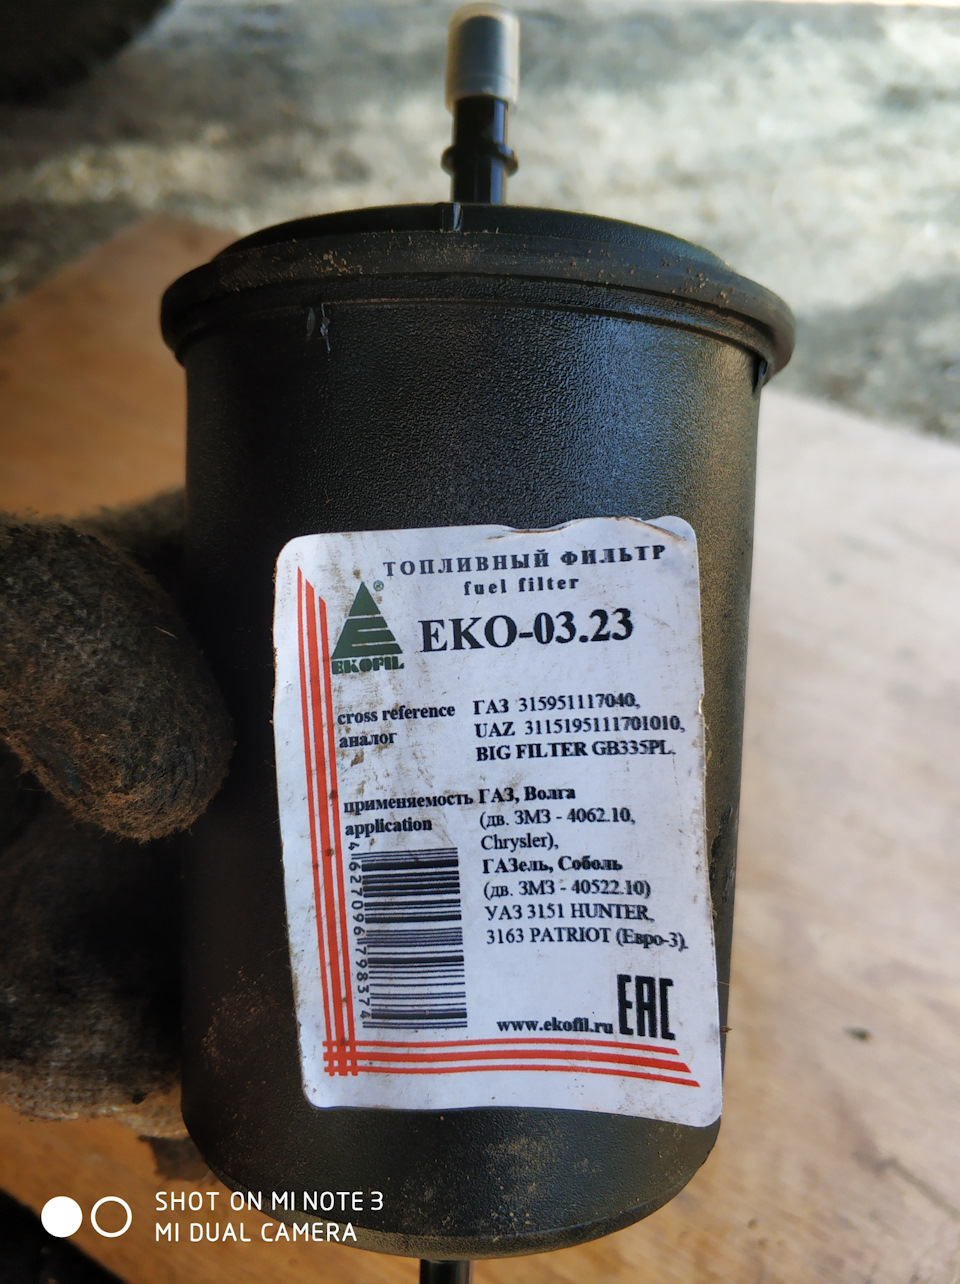 ТОПЛИВНЫЙ ФИЛЬТР
fuel filter
®
EKOFIL
EKO-03.23
cross reference
аналог
ГАЗ 315951117040,
UAZ 3115195111701010,
BIG FILTER GB335PL.
применяемость
application
ГАЗ, Волга
(дв. ЗМЗ - 4062.10,
Chrysler),
ГАЗель, Соболь
(дв. ЗМЗ - 40522.10)
УАЗ 3151 HUNTER,
3163 PATRIOT (Евро-3).
4627096798374
www.ekofil.ru
EAC
SHOT ON MI NOTE 3
MI DUAL CAMERA